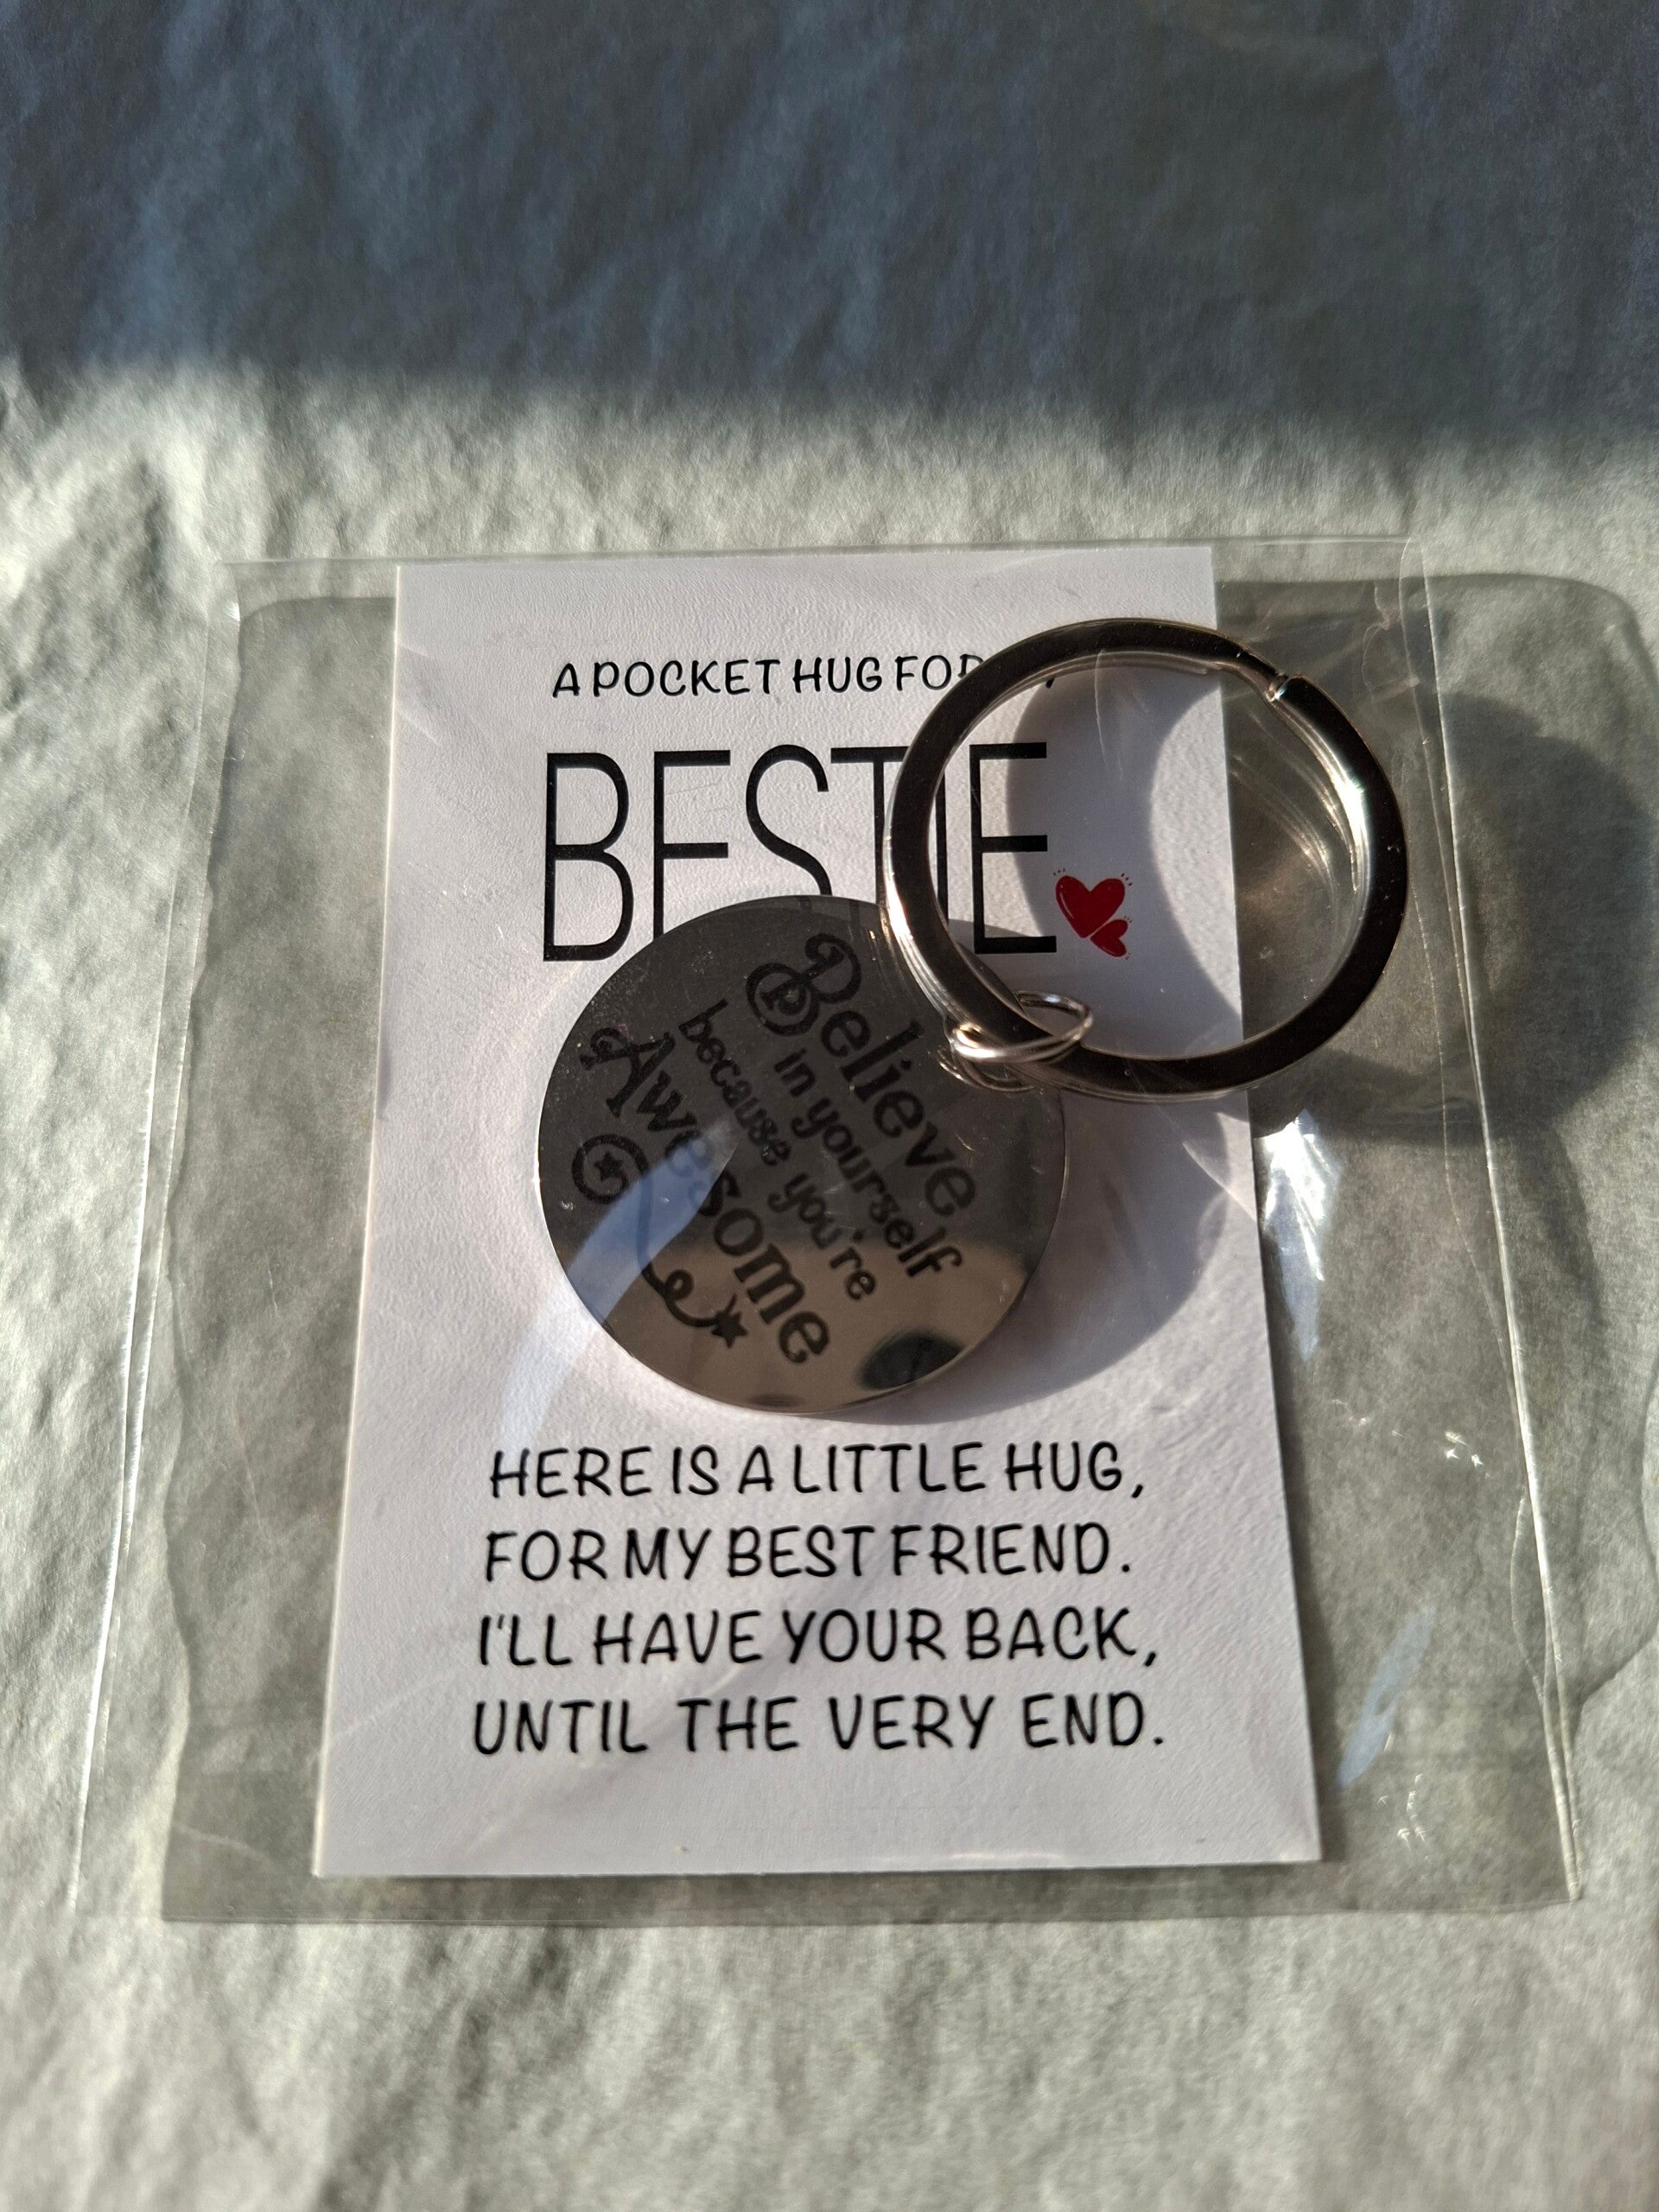 A POCKET HUG FOR
BESTIE
Believe
in yourself
because you're
Awesome
HERE IS A LITTLE HUG,
FOR MY BEST FRIEND.
I'LL HAVE YOUR BACK,
UNTIL THE VERY END.